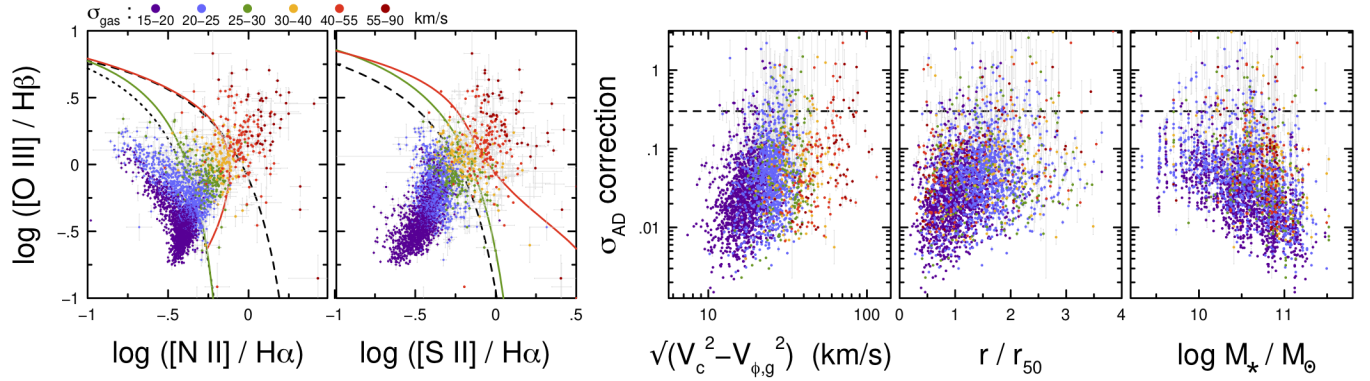 σgas : 15−20 20−25 25−30 30−40 40−55 55−90 km/s
log ([O III] / Hβ)
1
.5
0
−.5
−1
−1 −.5 0 −1 −.5 0 .5
log ([N II] / Hα)
log ([S II] / Hα)
σAD correction
1
.1
.01
10 100
√(Vc²−Vϕ,g²) (km/s)
0 1 2 3 4
r / r50
10 11
log M* / M⊙